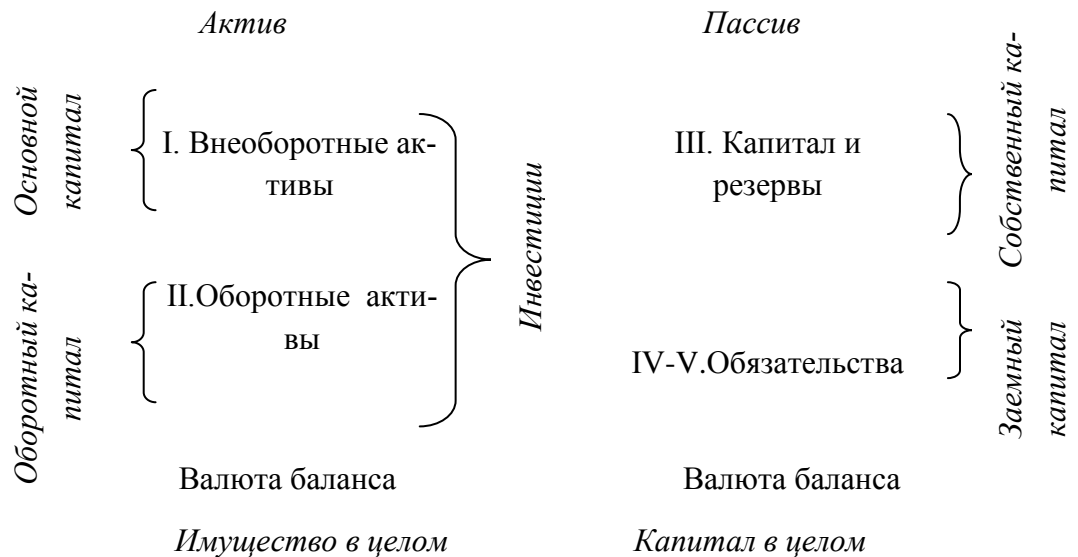 Актив
Пассив
Основной
капитал
I. Внеоборотные ак-
тивы
Оборотный ка-
питал
II.Оборотные активы-
вы
Инвестиции
III. Капитал и
резервы
Собственный ка-
питал
IV-V.Обязательства
Заемный
капитал
Валюта баланса
Валюта баланса
Имущество в целом
Капитал в целом